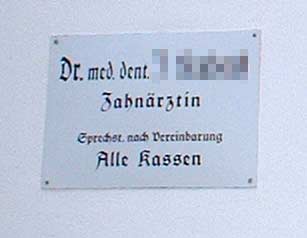 Dr. med. dent.
Zahnärztin
Sprechst. nach Vereinbarung
Alle Kassen